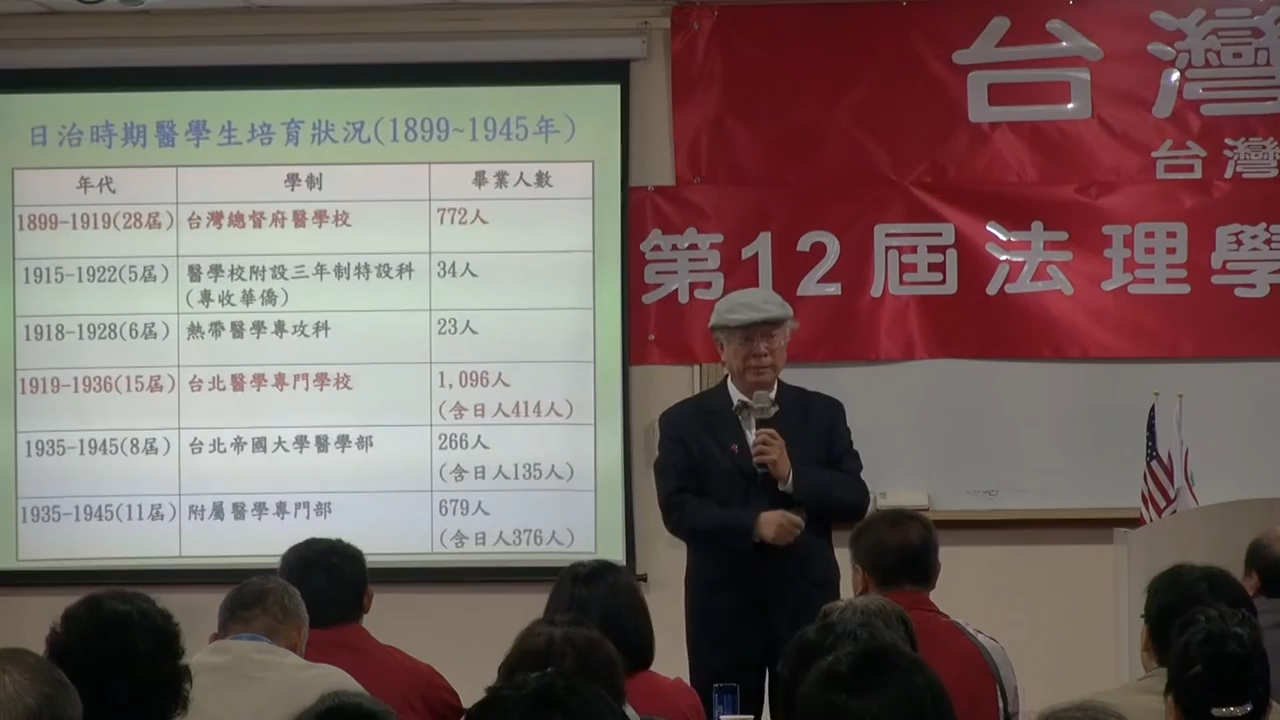 日治時期醫學生培育狀況(1899~1945年)
年代 學制 畢業人數
1899-1919(28屆) 台灣總督府醫學校 772人
1915-1922(5屆) 醫學校附設三年制特設科 34人
(專收華僑)
1918-1928(6屆) 熱帶醫學專攻科 23人
1919-1936(15屆) 台北醫學專門學校 1,096人
(含日人414人)
1935-1945(8屆) 台北帝國大學醫學部 266人
(含日人135人)
1935-1945(11屆) 附屬醫學專門部 679人
(含日人376人)
台灣
台灣
第12屆法理學